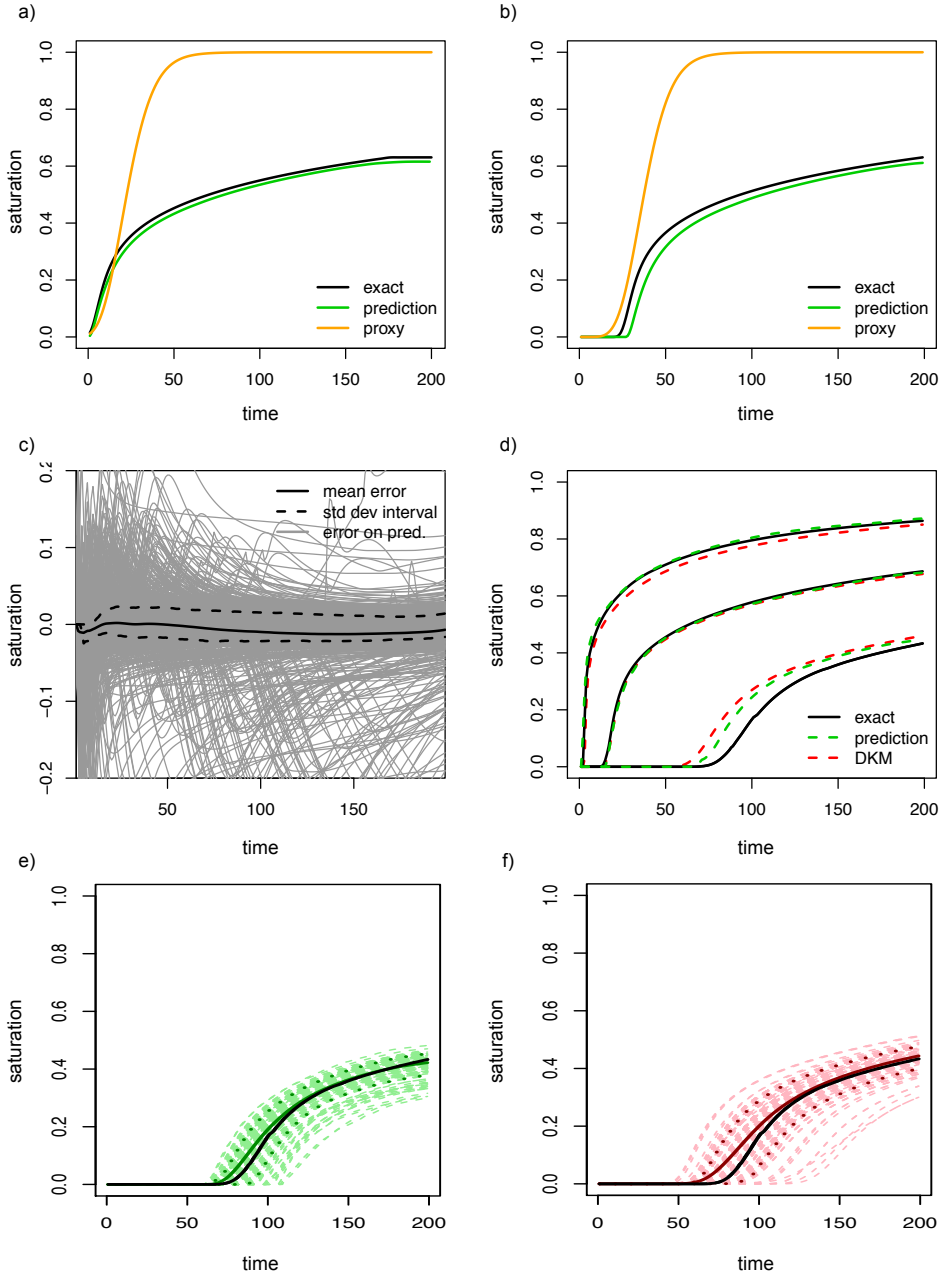 a)
1.0
0.8
0.6
0.4
0.2
0.0
saturation
exact
prediction
proxy
0
50
100
150
200
time
b)
1.0
0.8
0.6
0.4
0.2
0.0
saturation
exact
prediction
proxy
0
50
100
150
200
time
c)
0.2
0.1
0.0
−0.1
−0.2
saturation
mean error
std dev interval
error on pred.
50
100
150
time
d)
1.0
0.8
0.6
0.4
0.2
0.0
saturation
exact
prediction
DKM
0
50
100
150
200
time
e)
1.0
0.8
0.6
0.4
0.2
0.0
saturation
0
50
100
150
200
time
f)
1.0
0.8
0.6
0.4
0.2
0.0
saturation
0
50
100
150
200
time